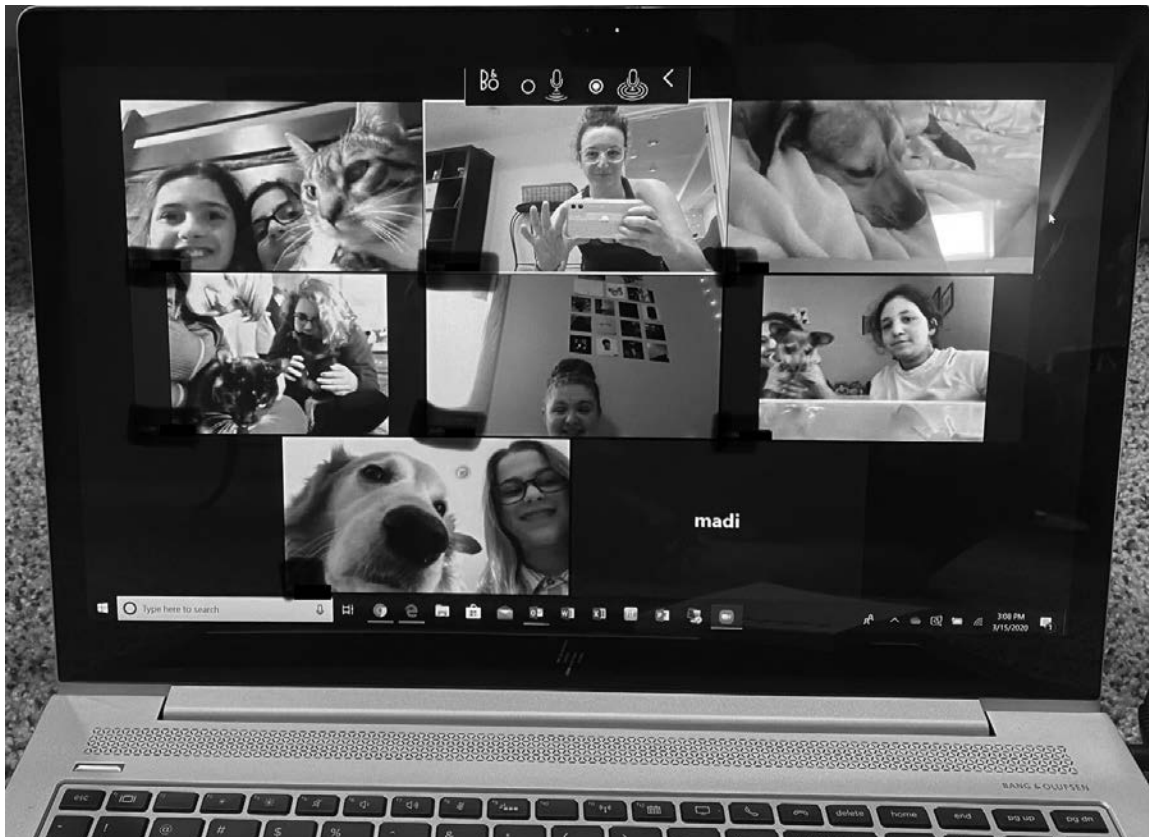 B&O
madi
Type here to search
3:08 PM
3/15/2020
hp
BANG & OLUFSEN
esc
delete
home
end
pg up
pg dn
!
@
#
$
%
&